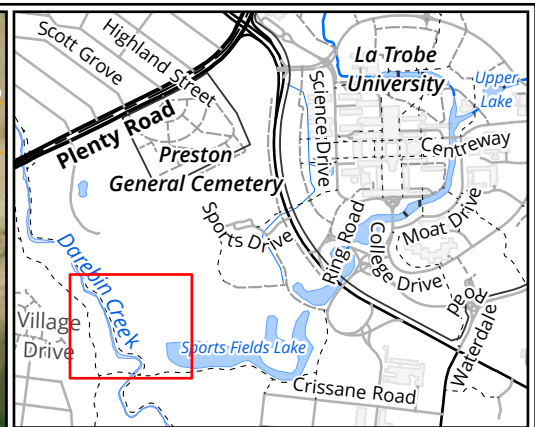 Scott Grove
Highland Street
La Trobe
University
Upper
Lake
Plenty Road
Science Drive
Centreway
Preston
General Cemetery
Sports Drive
Ring Road
College Drive
Moat Drive
Darebin Creek
Waterdale Road
Village
Drive
Sports Fields Lake
Crissane Road